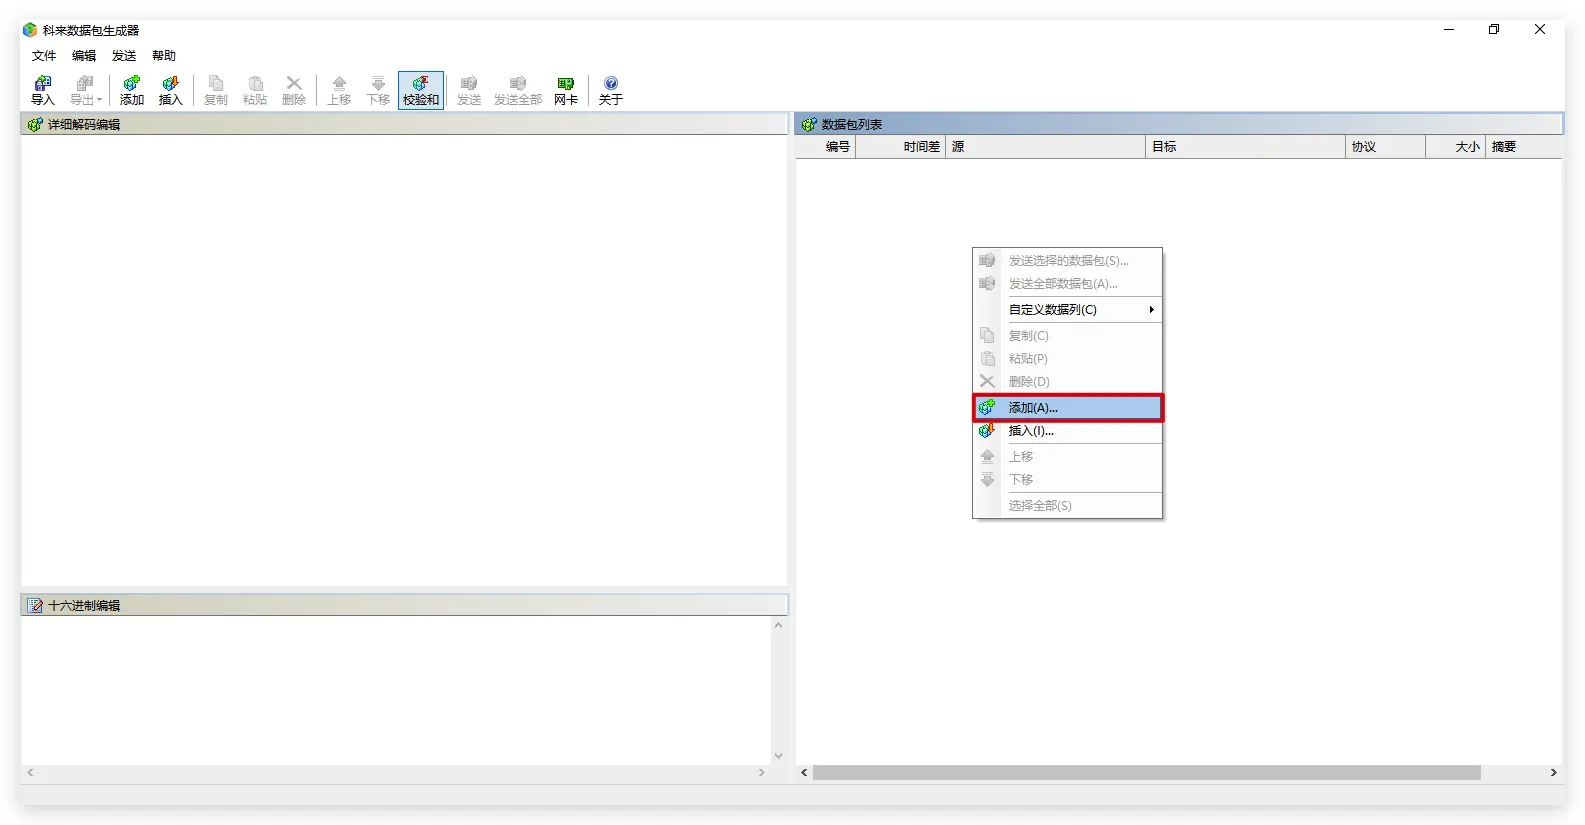 科来数据包生成器
文件 编辑 发送 帮助
导入 导出 添加 插入 复制 粘贴 删除 上移 下移 校验和 发送 发送全部 网卡 关于
详细解码编辑
数据包列表
编号 时间差 源 目标 协议 大小 摘要
发送选择的数据包(S)...
发送全部数据包(A)...
自定义数据列(C)
复制(C)
粘贴(P)
删除(D)
添加(A)...
插入(I)...
上移
下移
选择全部(S)
十六进制编辑